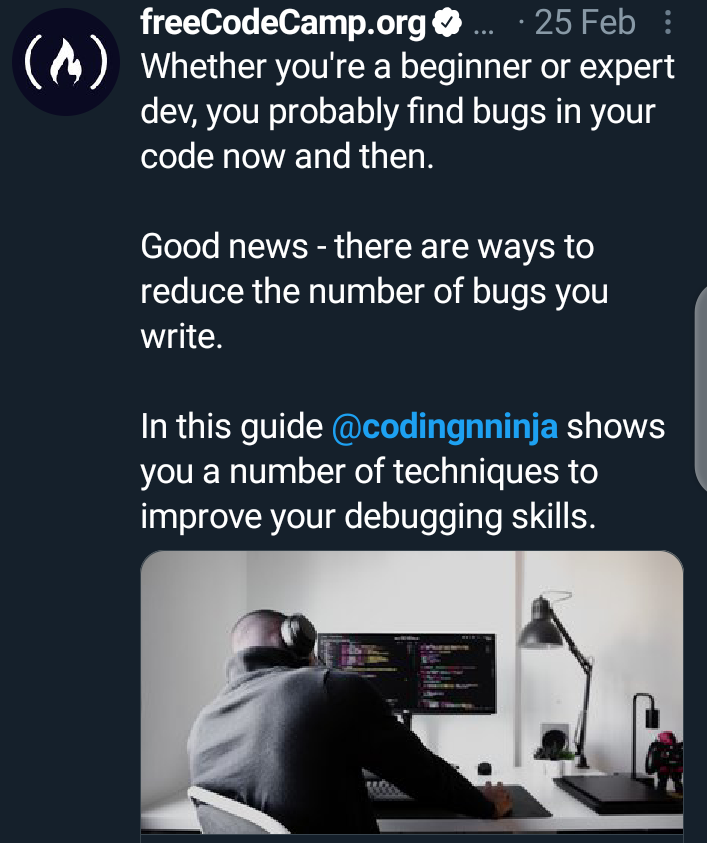 freeCodeCamp.org ... · 25 Feb
Whether you're a beginner or expert
dev, you probably find bugs in your
code now and then.
Good news - there are ways to
reduce the number of bugs you
write.
In this guide @codingnninja shows
you a number of techniques to
improve your debugging skills.